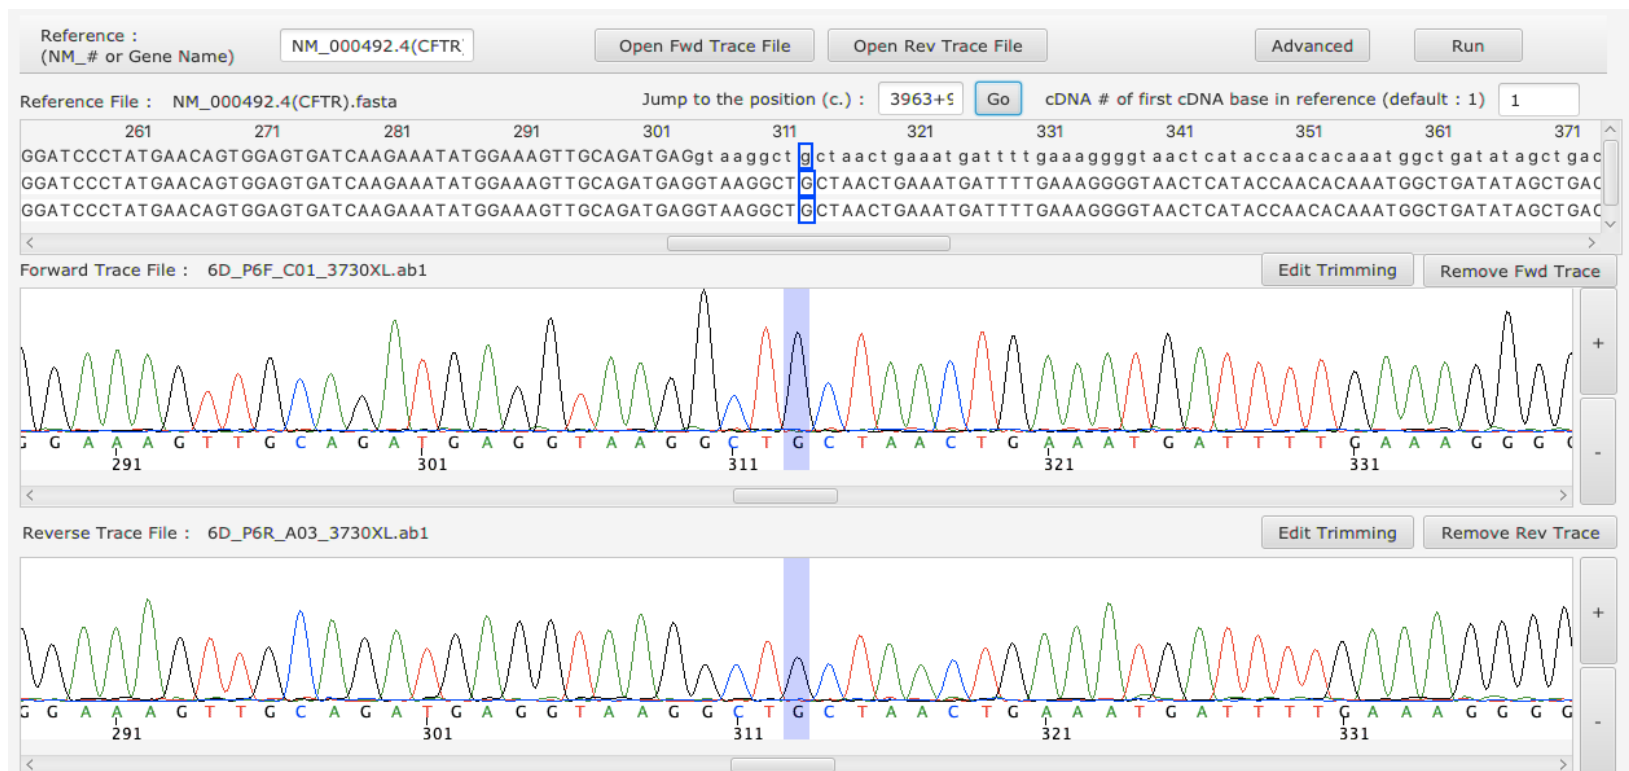 Reference :
(NM_# or Gene Name)
NM_000492.4(CFTR)
Open Fwd Trace File
Open Rev Trace File
Advanced
Run
Reference File : NM_000492.4(CFTR).fasta
Jump to the position (c.) :
3963+9
Go
cDNA # of first cDNA base in reference (default : 1)
1
261 271 281 291 301 311 321 331 341 351 361 371
GGATCCCTATGAACAGTGGAGTGATCAAGAAATATGGAAAGTTGCAGATGAGgtaaggctgctaactgaaatgattttgaaaggggtaactcataccaacacaaatggctgatatagctgac
GGATCCCTATGAACAGTGGAGTGATCAAGAAATATGGAAAGTTGCAGATGAGGTAAGGCTGCTAACTGAAATGATTTTGAAAGGGGTAACTCATACCAACACAAATGGCTGATATAGCTGAC
GGATCCCTATGAACAGTGGAGTGATCAAGAAATATGGAAAGTTGCAGATGAGGTAAGGCTGCTAACTGAAATGATTTTGAAAGGGGTAACTCATACCAACACAAATGGCTGATATAGCTGAC
Forward Trace File : 6D_P6F_C01_3730XL.ab1
Edit Trimming
Remove Fwd Trace
+
G G A A A G T T G C A G A T G A G G T A A G G C T G C T A A C T G A A A T G A T T T T G A A A G G G G
291 301 311 321 331
-
Reverse Trace File : 6D_P6R_A03_3730XL.ab1
Edit Trimming
Remove Rev Trace
+
G G A A A G T T G C A G A T G A G G T A A G G C T G C T A A C T G A A A T G A T T T T G A A A G G G G
291 301 311 321 331
-